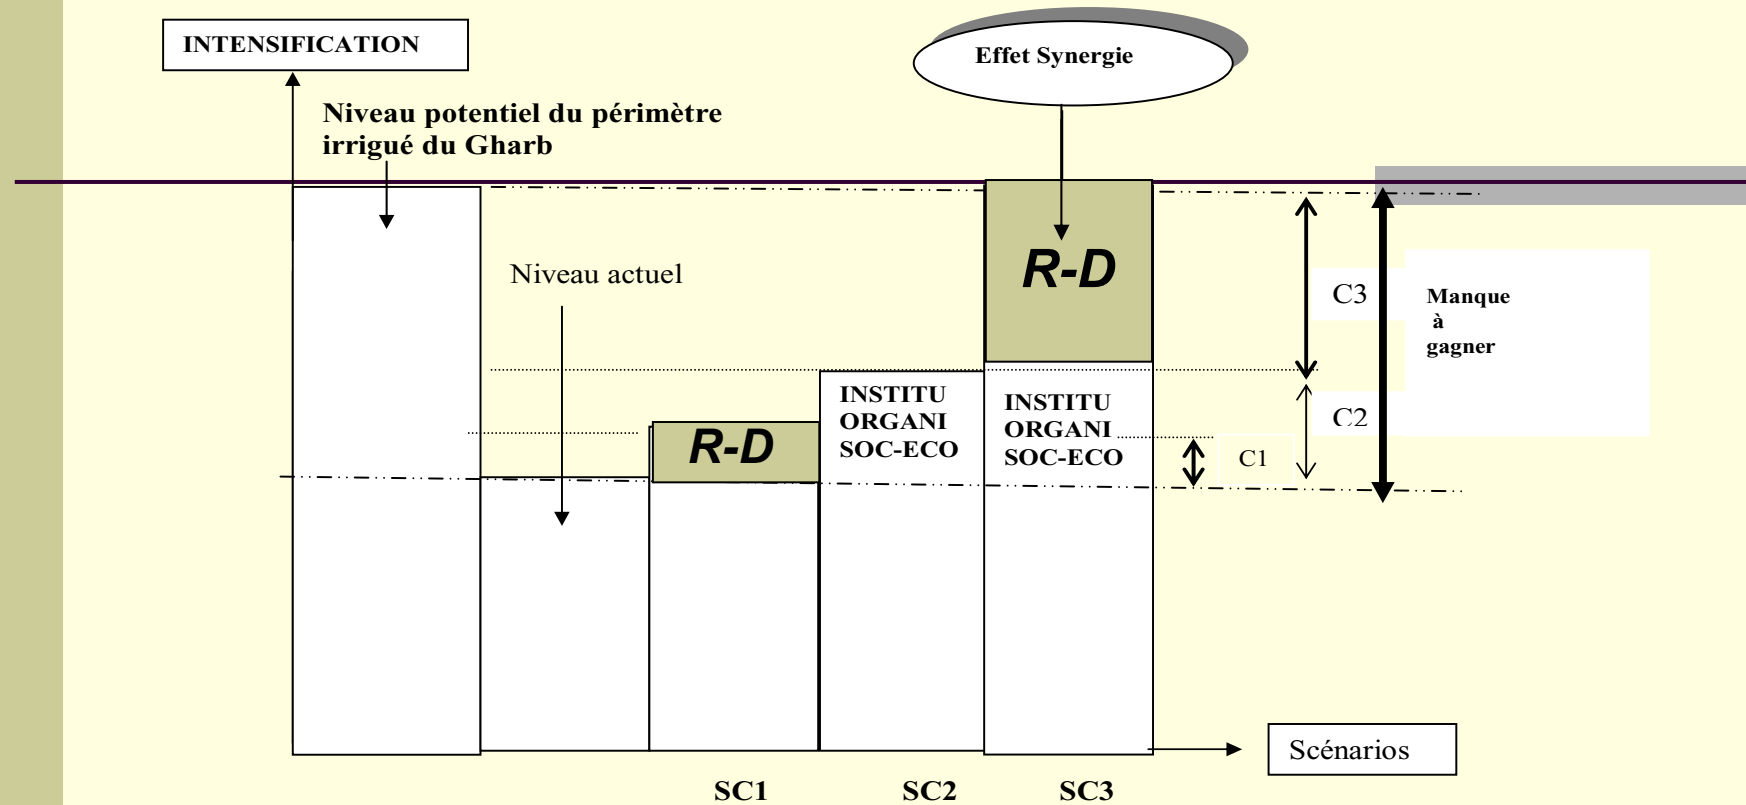 INTENSIFICATION
Effet Synergie
Niveau potentiel du périmètre
irrigué du Gharb
Niveau actuel
R-D
C3
Manque
à
gagner
INSTITU
ORGANI
SOC-ECO
INSTITU
ORGANI
SOC-ECO
C2
R-D
C1
Scénarios
SC1
SC2
SC3